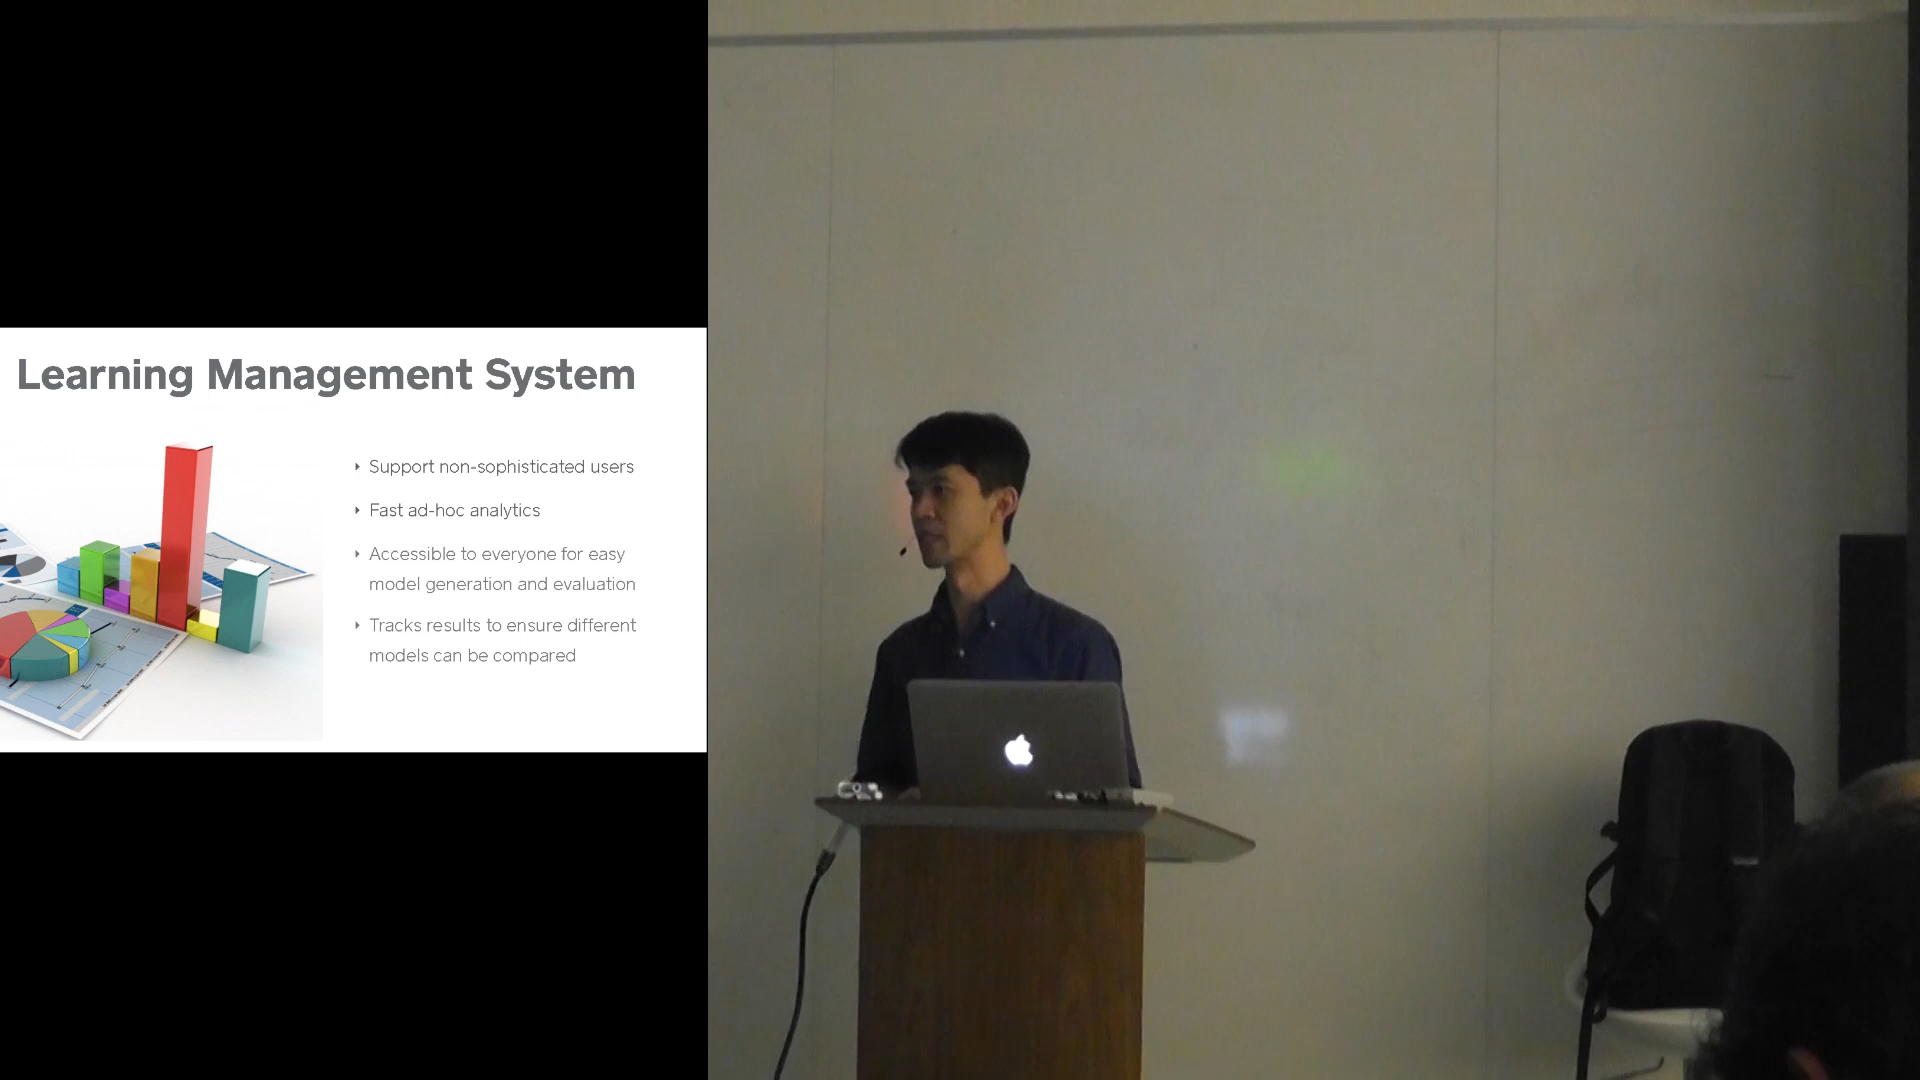 Learning Management System
Support non-sophisticated users
Fast ad-hoc analytics
Accessible to everyone for easy
model generation and evaluation
Tracks results to ensure different
models can be compared